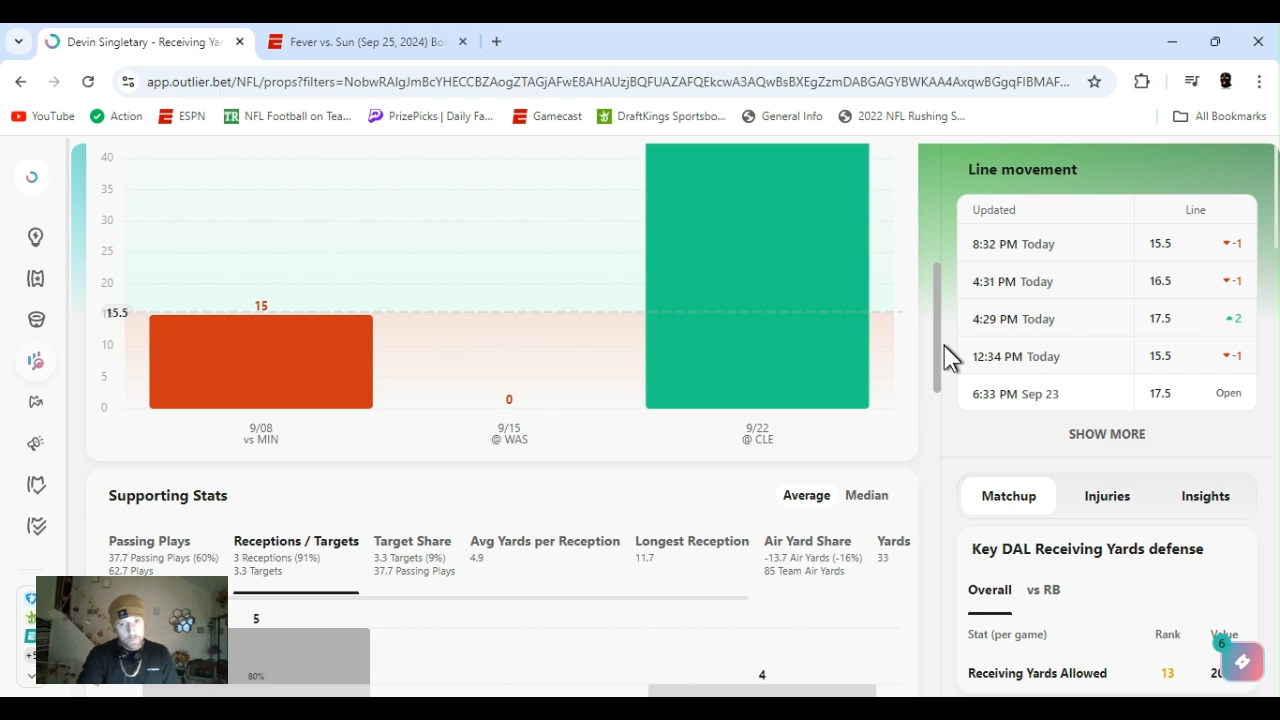 Devin Singletary - Receiving Yar
Fever vs. Sun (Sep 25, 2024) Bo
app.outlier.bet/NFL/props?filters=NobwRAlgJmBcYHECCBZAogZTAGjAFwE8AHAUzjBQFUAZAFQEkcwA3AQwBsBXEgZzmDABGAGYBWKAA4AxqwBGgqFIBMAF...
YouTube
Action
ESPN
NFL Football on Tea...
PrizePicks | Daily Fa...
Gamecast
DraftKings Sportsbo...
General Info
2022 NFL Rushing S...
All Bookmarks
40
35
30
25
20
15.5
10
5
0
15
0
9/08
vs MIN
9/15
@ WAS
9/22
@ CLE
Supporting Stats
Average
Median
Passing Plays
37.7 Passing Plays (60%)
62.7 Plays
Receptions / Targets
3 Receptions (91%)
3.3 Targets
Target Share
3.3 Targets (9%)
37.7 Passing Plays
Avg Yards per Reception
4.9
Longest Reception
11.7
Air Yard Share
-13.7 Air Yards (-16%)
85 Team Air Yards
Yards
33
5
80%
4
Line movement
Updated Line
8:32 PM Today 15.5 -1
4:31 PM Today 16.5 -1
4:29 PM Today 17.5 2
12:34 PM Today 15.5 -1
6:33 PM Sep 23 17.5 Open
SHOW MORE
Matchup
Injuries
Insights
Key DAL Receiving Yards defense
Overall vs RB
Stat (per game) Rank
Receiving Yards Allowed 13
6